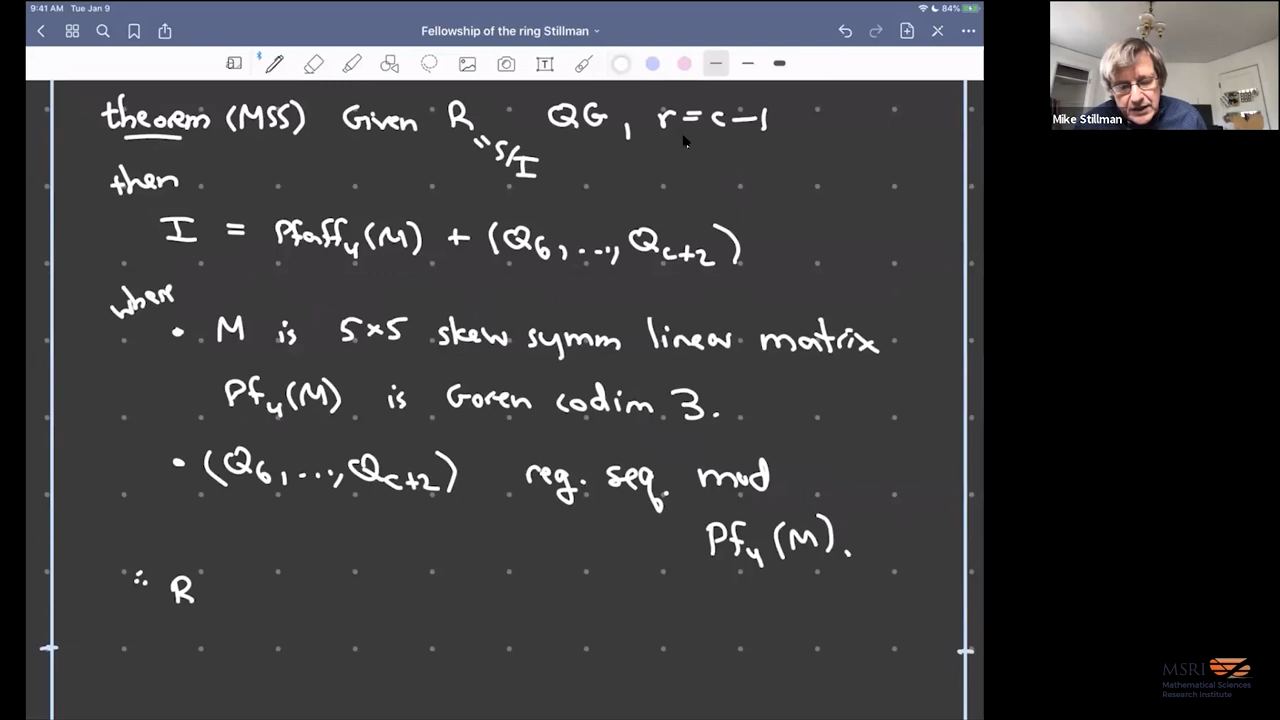 9:41 AM Tue Jan 9
84%
Fellowship of the ring Stillman
theorem (MSS) Given R QG, r = c-1
= S/I
then
I = Pfaff₄(M) + (Q₆, ..., Q_{c+2})
where
• M is 5×5 skew symm linear matrix
Pf₄(M) is Goren codim 3.
• (Q₆, ..., Q_{c+2}) reg. seq. mod
Pf₄(M).
∴ R
Mike Stillman
MSRI
Mathematical Sciences
Research Institute